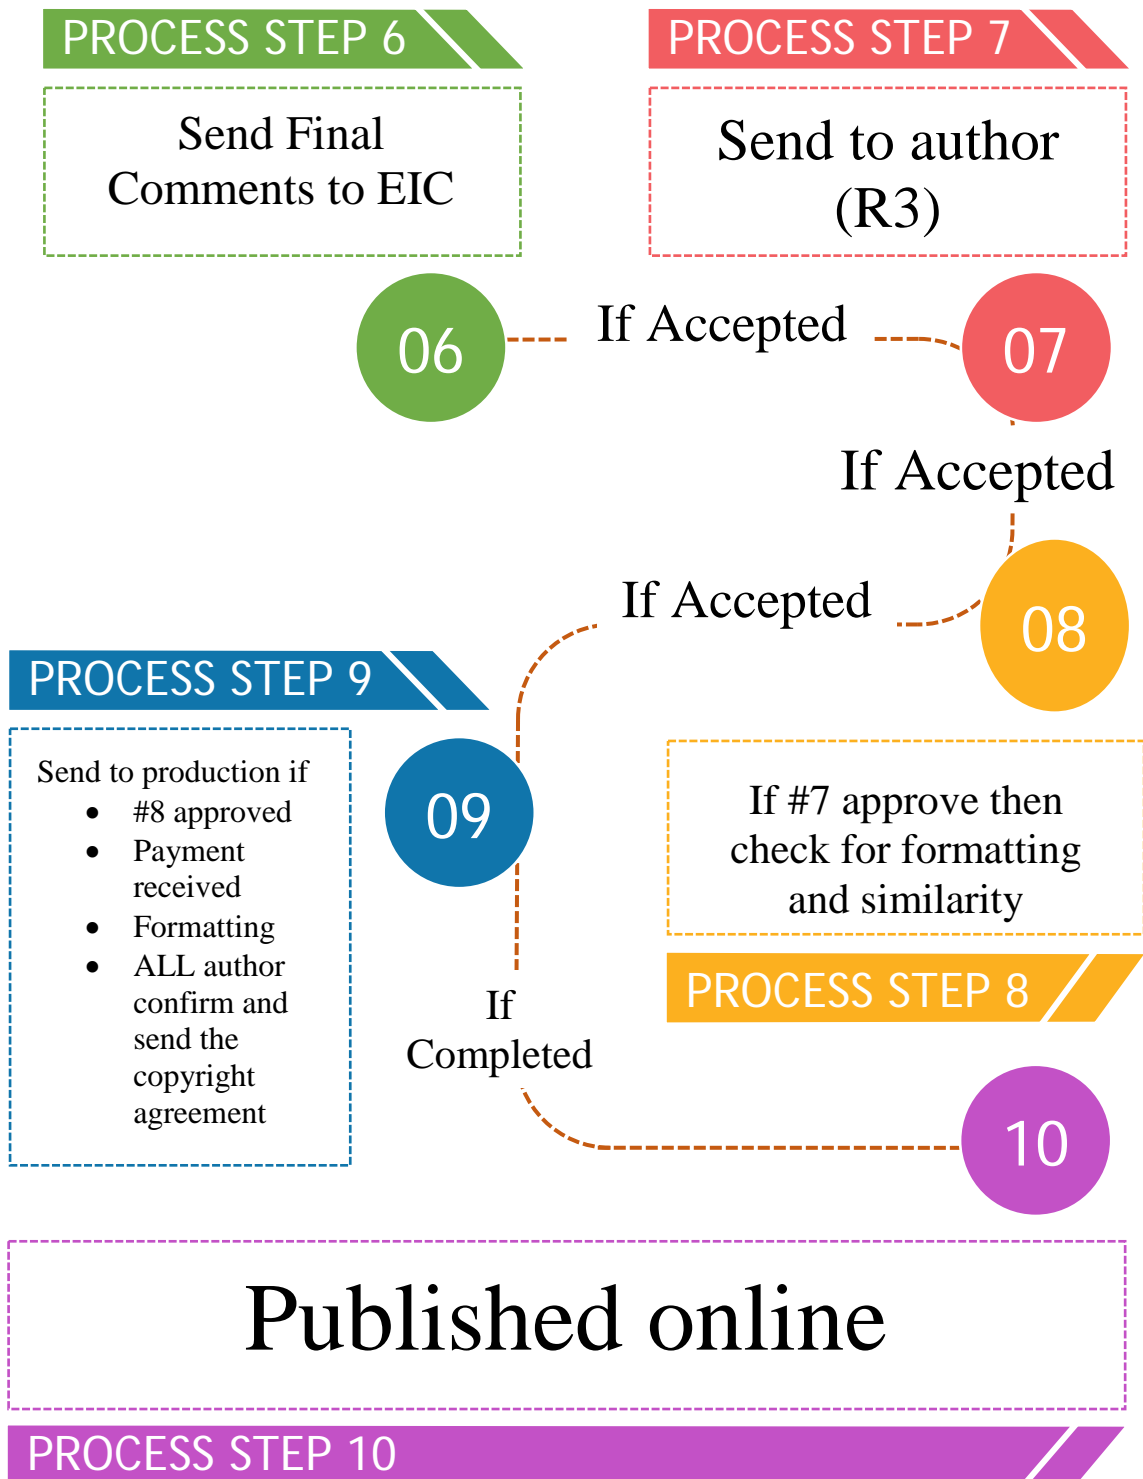 PROCESS STEP 6
Send Final
Comments to EIC
PROCESS STEP 7
Send to author
(R3)
06
If Accepted
07
If Accepted
If Accepted
08
PROCESS STEP 9
Send to production if
• #8 approved
• Payment
received
• Formatting
• ALL author
confirm and
send the
copyright
agreement
09
If #7 approve then
check for formatting
and similarity
PROCESS STEP 8
If
Completed
10
Published online
PROCESS STEP 10